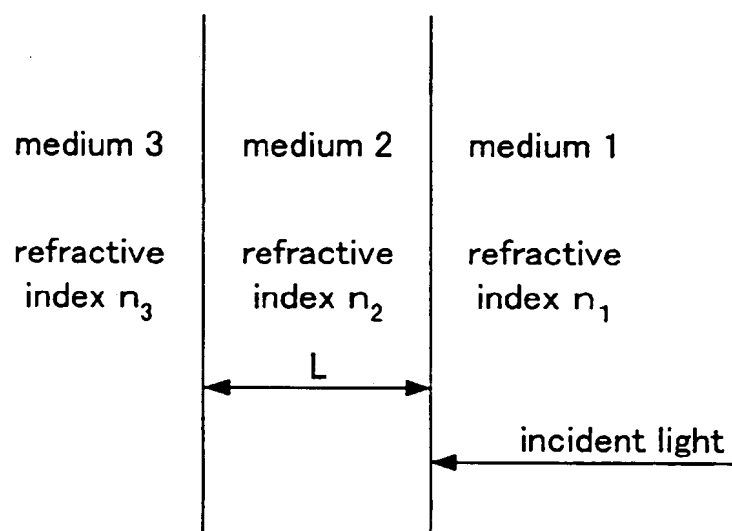 medium 3
medium 2
medium 1
refractive
index n₃
refractive
index n₂
refractive
index n₁
L
incident light